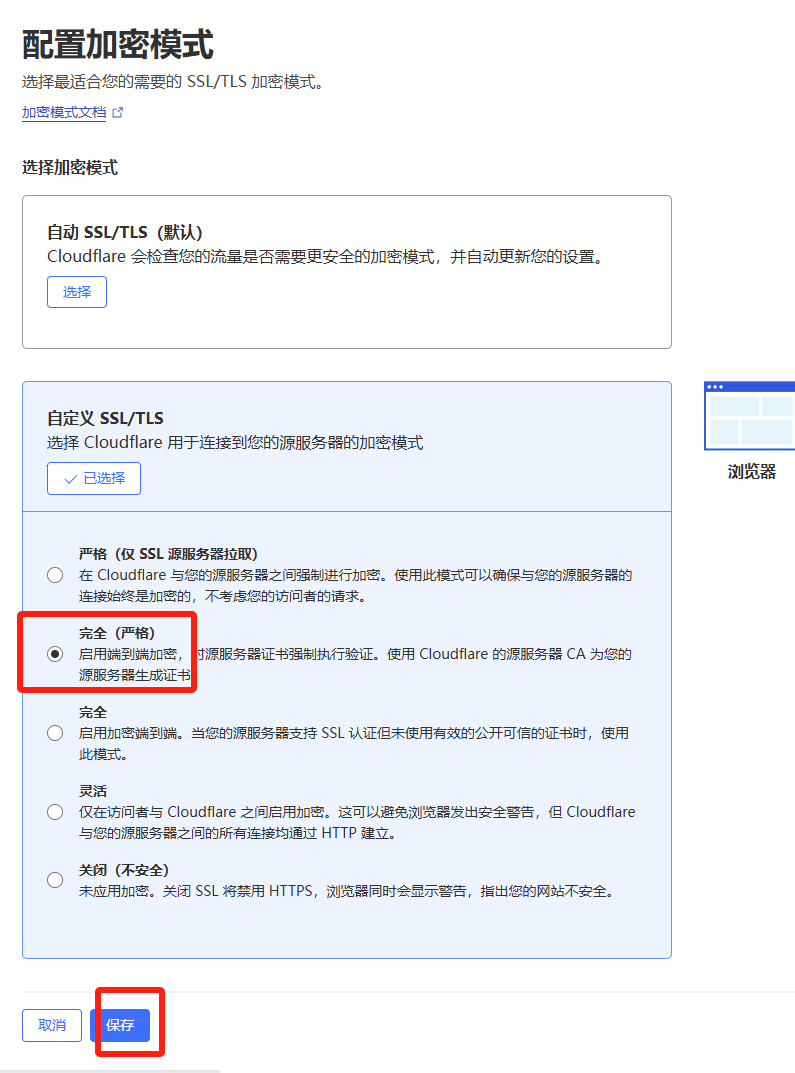 配置加密模式
选择最适合您的需要的 SSL/TLS 加密模式。
加密模式文档
选择加密模式
自动 SSL/TLS（默认）
Cloudflare 会检查您的流量是否需要更安全的加密模式，并自动更新您的设置。
选择
自定义 SSL/TLS
选择 Cloudflare 用于连接到您的源服务器的加密模式
已选择
浏览器
严格（仅 SSL 源服务器拉取）
在 Cloudflare 与您的源服务器之间强制进行加密。使用此模式可以确保与您的源服务器的
连接始终是加密的，不考虑您的访问者的请求。
完全（严格）
启用端到端加密，对源服务器证书强制执行验证。使用 Cloudflare 的源服务器 CA 为您的
源服务器生成证书
完全
启用加密端到端。当您的源服务器支持 SSL 认证但未使用有效的公开可信的证书时，使用
此模式。
灵活
仅在访问者与 Cloudflare 之间启用加密。这可以避免浏览器发出安全警告，但 Cloudflare
与您的源服务器之间的所有连接均通过 HTTP 建立。
关闭（不安全）
未应用加密。关闭 SSL 将禁用 HTTPS，浏览器同时会显示警告，指出您的网站不安全。
取消
保存